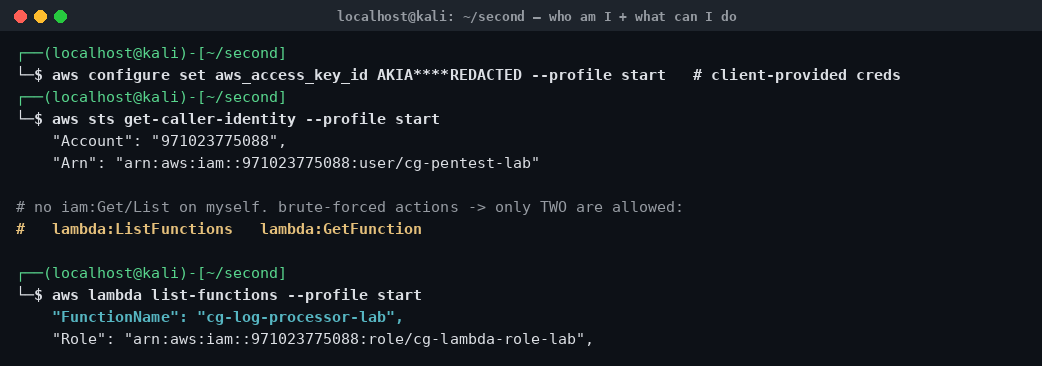 localhost@kali: ~/second — who am I + what can I do
┌──(localhost@kali)-[~/second]
└─$ aws configure set aws_access_key_id AKIA****REDACTED --profile start   # client-provided creds
┌──(localhost@kali)-[~/second]
└─$ aws sts get-caller-identity --profile start
    "Account": "971023775088",
    "Arn": "arn:aws:iam::971023775088:user/cg-pentest-lab"
# no iam:Get/List on myself. brute-forced actions -> only TWO are allowed:
#   lambda:ListFunctions   lambda:GetFunction
┌──(localhost@kali)-[~/second]
└─$ aws lambda list-functions --profile start
    "FunctionName": "cg-log-processor-lab",
    "Role": "arn:aws:iam::971023775088:role/cg-lambda-role-lab",